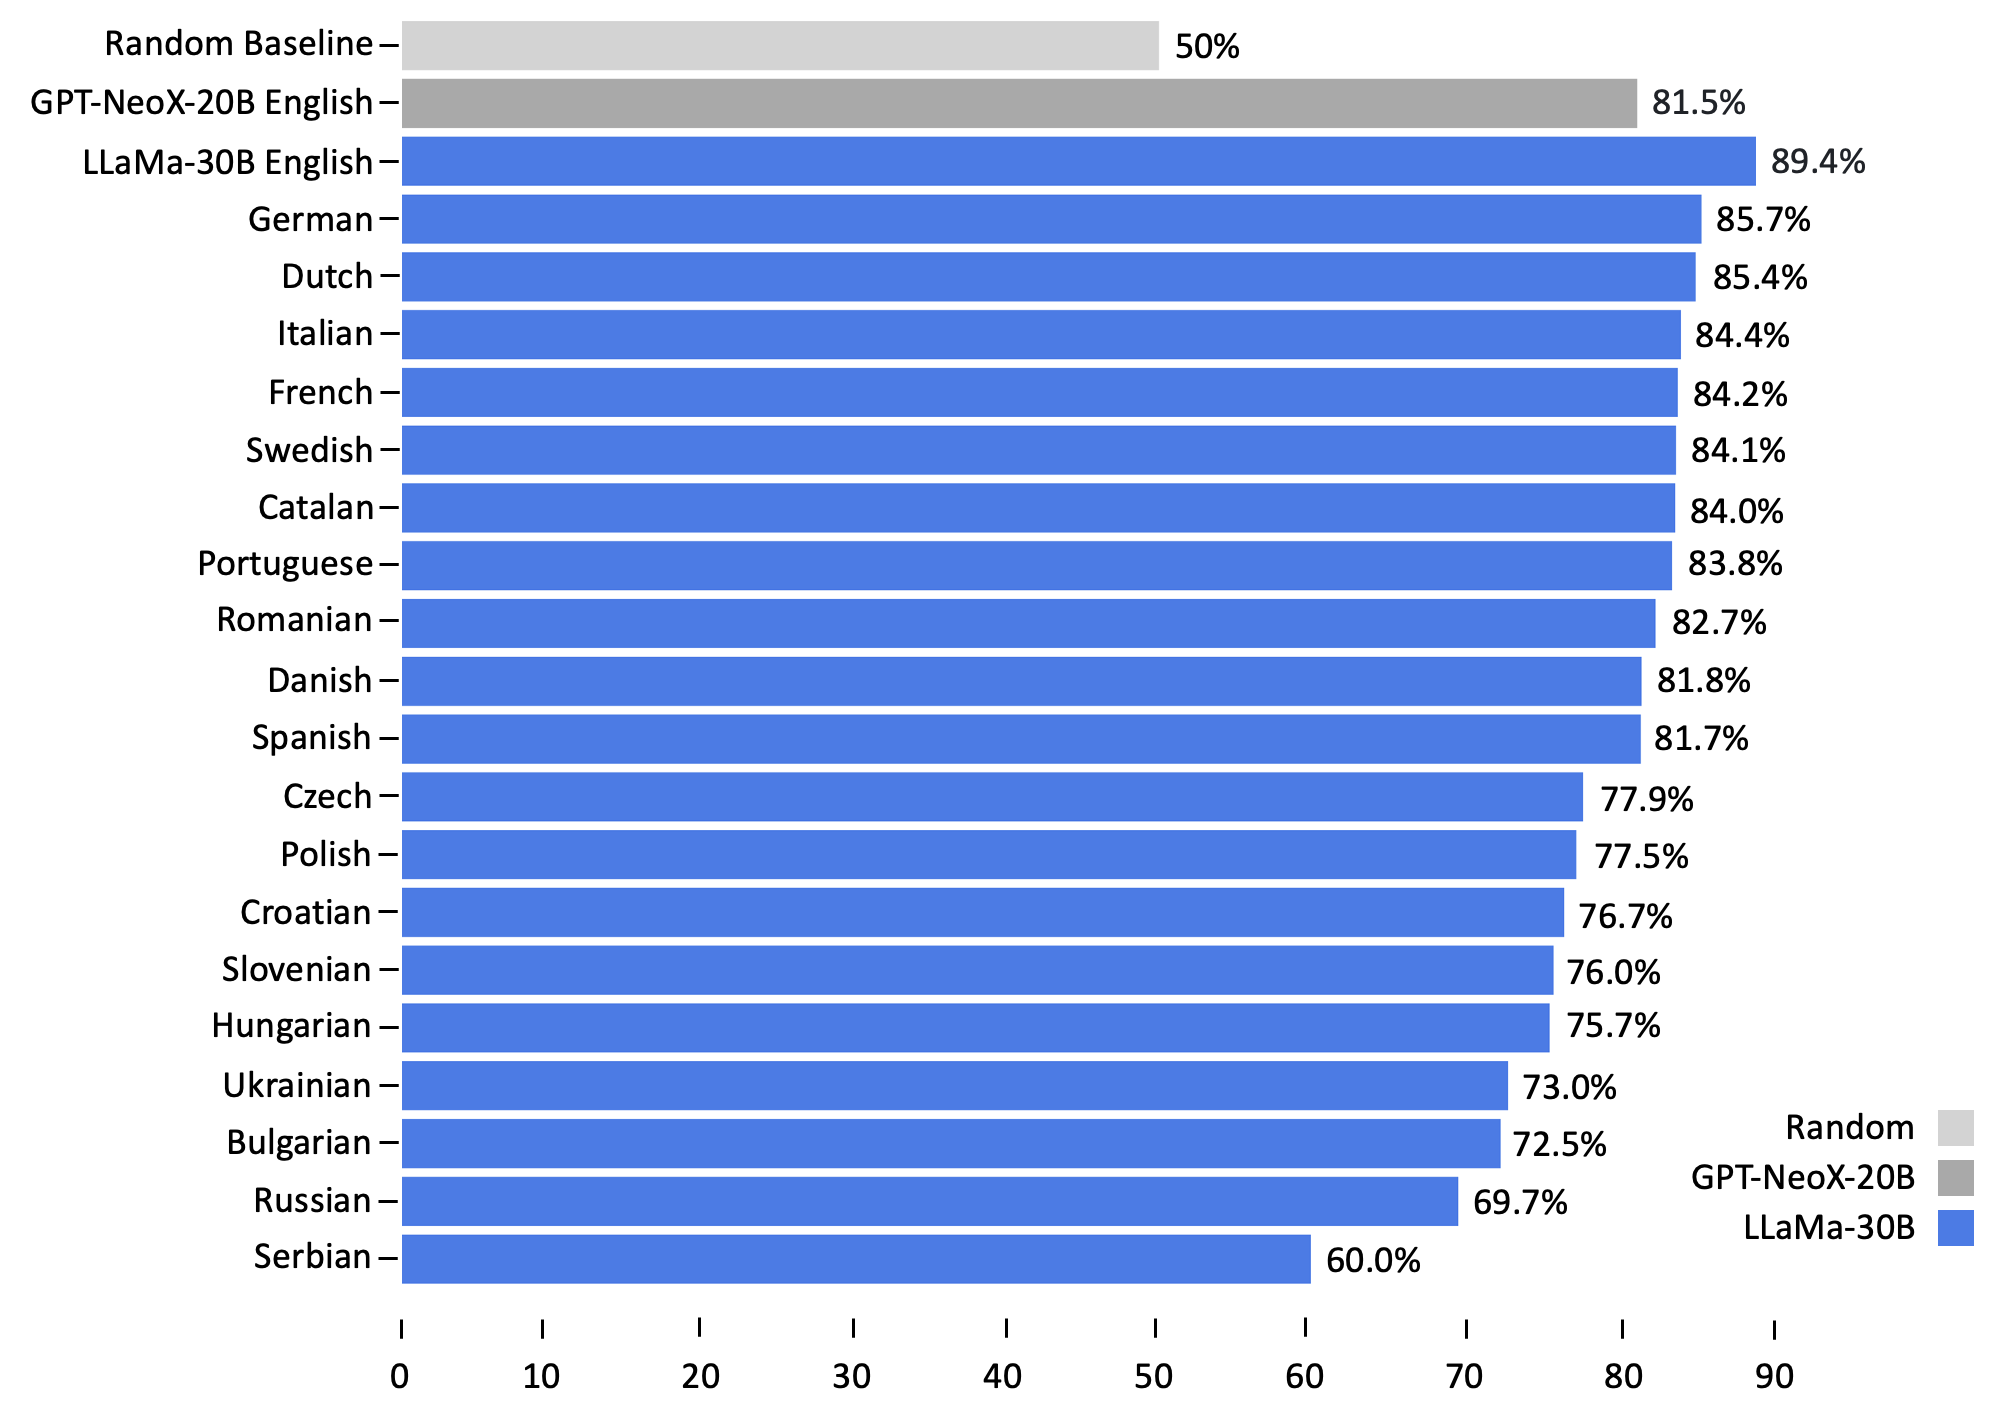 Random Baseline 50%
GPT-NeoX-20B English 81.5%
LLaMa-30B English 89.4%
German 85.7%
Dutch 85.4%
Italian 84.4%
French 84.2%
Swedish 84.1%
Catalan 84.0%
Portuguese 83.8%
Romanian 82.7%
Danish 81.8%
Spanish 81.7%
Czech 77.9%
Polish 77.5%
Croatian 76.7%
Slovenian 76.0%
Hungarian 75.7%
Ukrainian 73.0%
Bulgarian 72.5%
Russian 69.7%
Serbian 60.0%
Random
GPT-NeoX-20B
LLaMa-30B
0 10 20 30 40 50 60 70 80 90